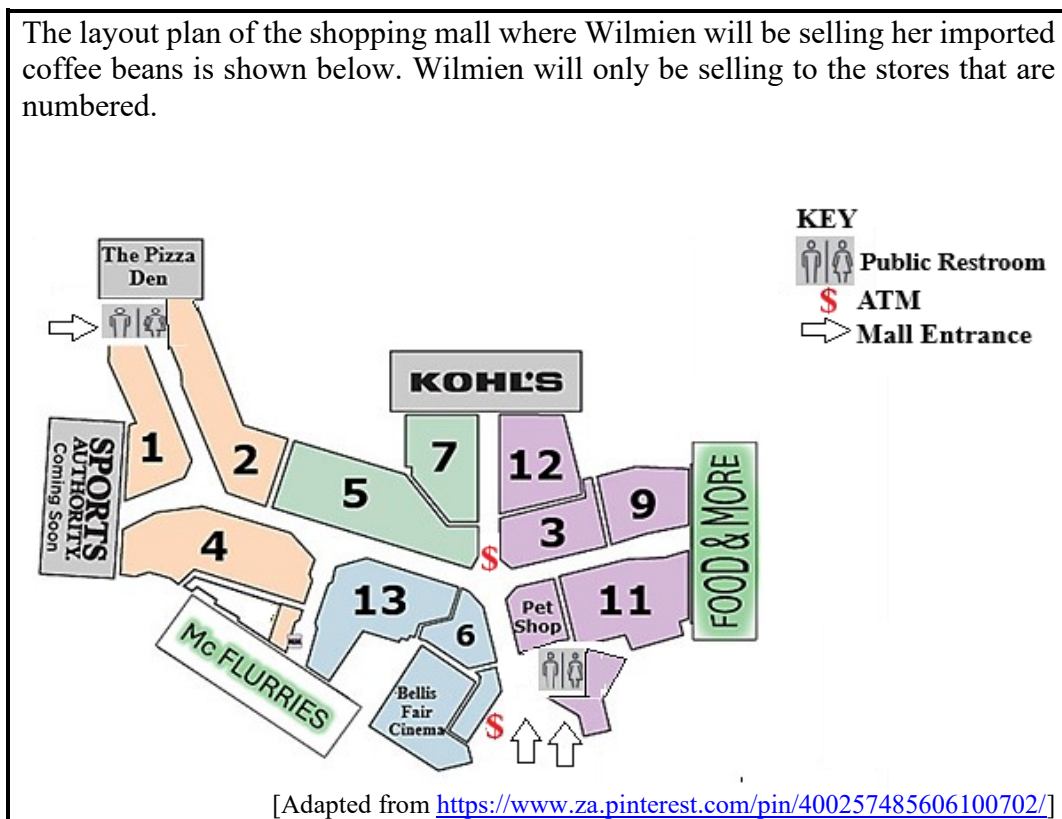 The layout plan of the shopping mall where Wilmien will be selling her imported
coffee beans is shown below. Wilmien will only be selling to the stores that are
numbered.
KEY
Public Restroom
$ ATM
Mall Entrance
The Pizza
Den
KOHL'S
SPORTS
AUTHORITY
Coming Soon
1
2
5
7
12
9
3
FOOD & MORE
4
$
13
6
Pet
Shop
11
Mc FLURRIES
Bellis
Fair
Cinema
$
[Adapted from https://www.za.pinterest.com/pin/400257485606100702/]